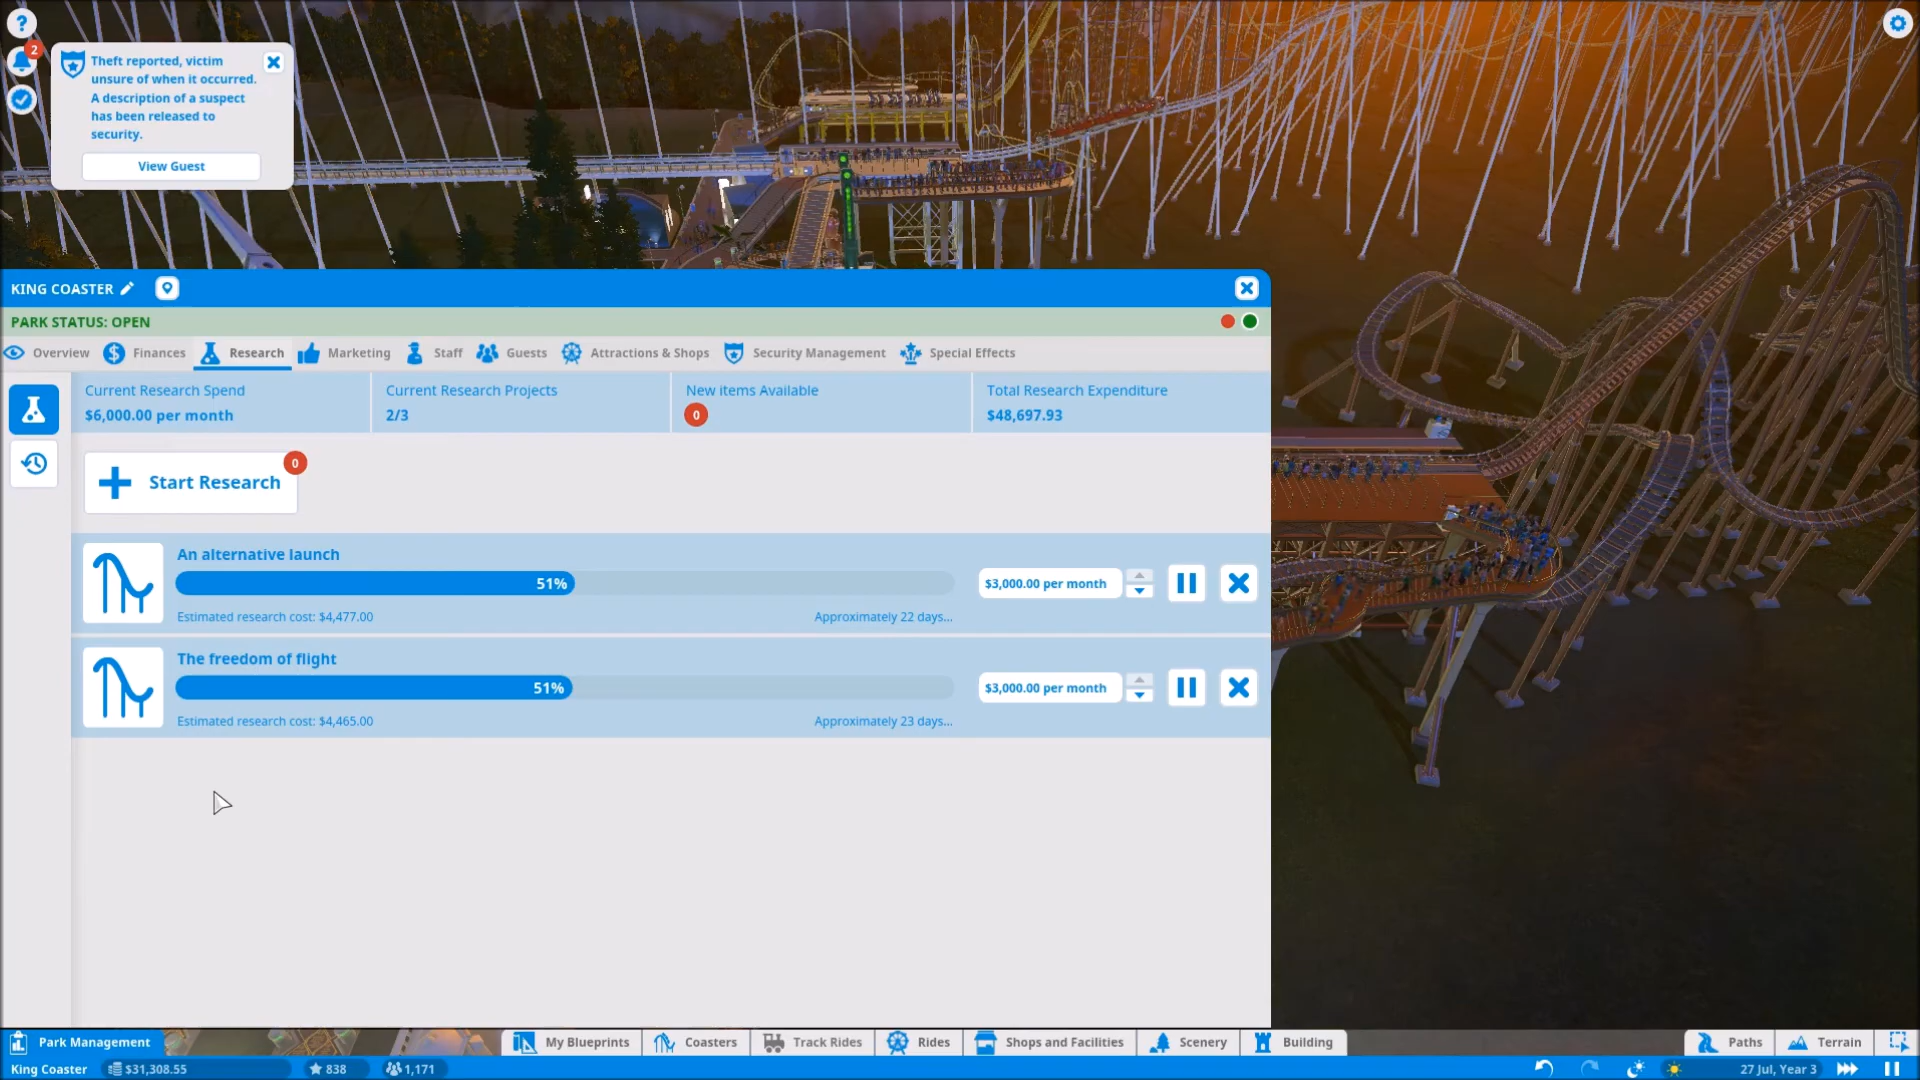 ?
2
Theft reported, victim
unsure of when it occurred.
A description of a suspect
has been released to
security.
View Guest
KING COASTER
PARK STATUS: OPEN
Overview
Finances
Research
Marketing
Staff
Guests
Attractions & Shops
Security Management
Special Effects
Current Research Spend
$6,000.00 per month
Current Research Projects
2/3
New items Available
0
Total Research Expenditure
$48,697.93
Start Research
0
An alternative launch
51%
$3,000.00 per month
Estimated research cost: $4,477.00
Approximately 22 days...
The freedom of flight
51%
$3,000.00 per month
Estimated research cost: $4,465.00
Approximately 23 days...
Park Management
My Blueprints
Coasters
Track Rides
Rides
Shops and Facilities
Scenery
Building
Paths
Terrain
King Coaster
$31,308.55
838
1,171
27 Jul, Year 3